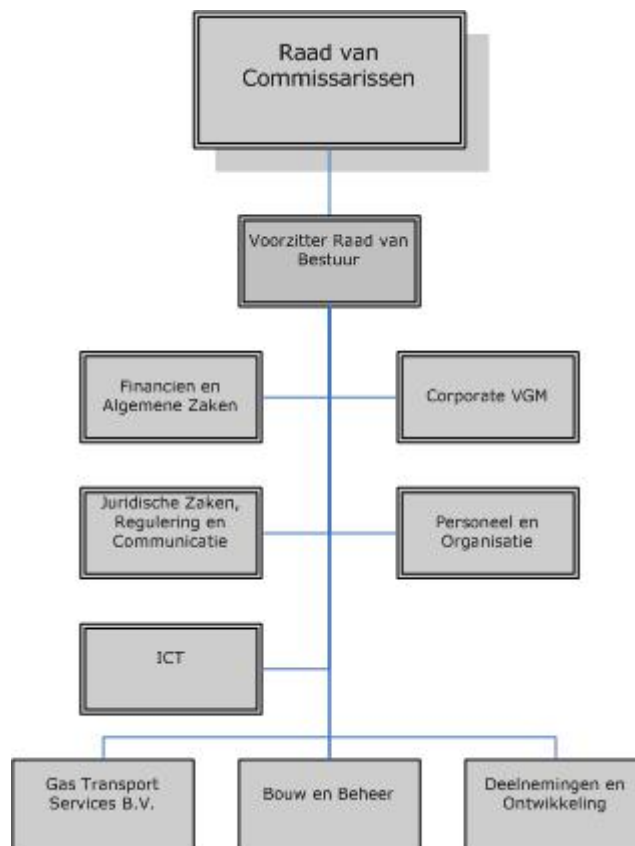 Raad van
Commissarissen
Voorzitter Raad van
Bestuur
Financien en
Algemene Zaken
Corporate VGM
Juridische Zaken,
Regulering en
Communicatie
Personeel en
Organisatie
ICT
Gas Transport
Services B.V.
Bouw en Beheer
Deelnemingen en
Ontwikkeling